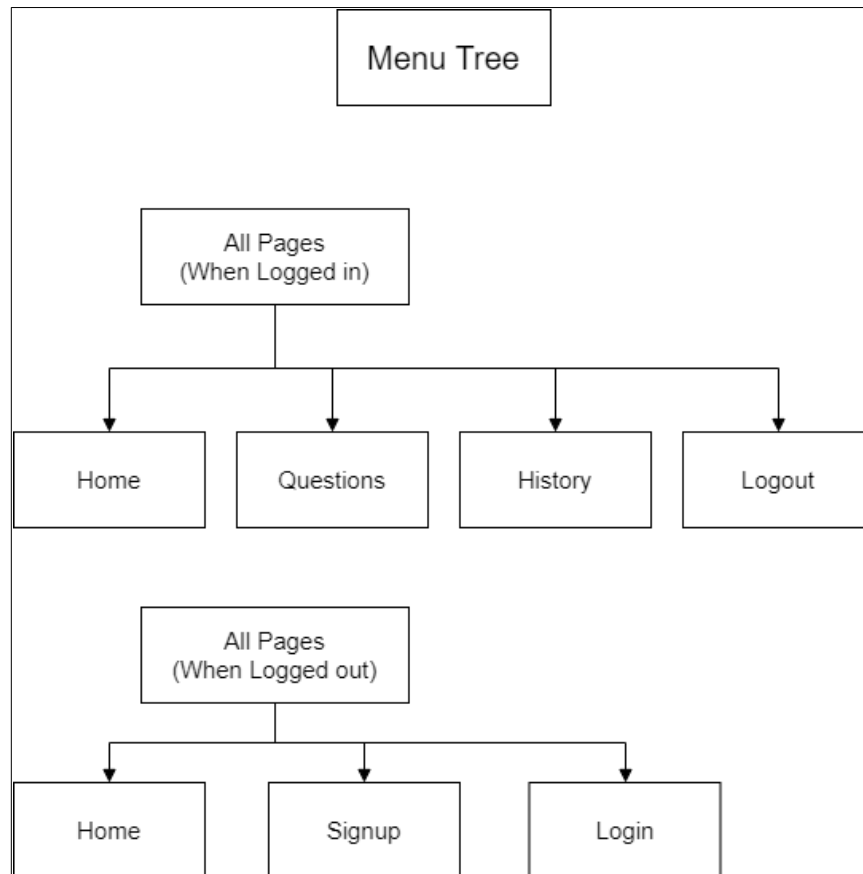 Menu Tree
All Pages
(When Logged in)
Home
Questions
History
Logout
All Pages
(When Logged out)
Home
Signup
Login